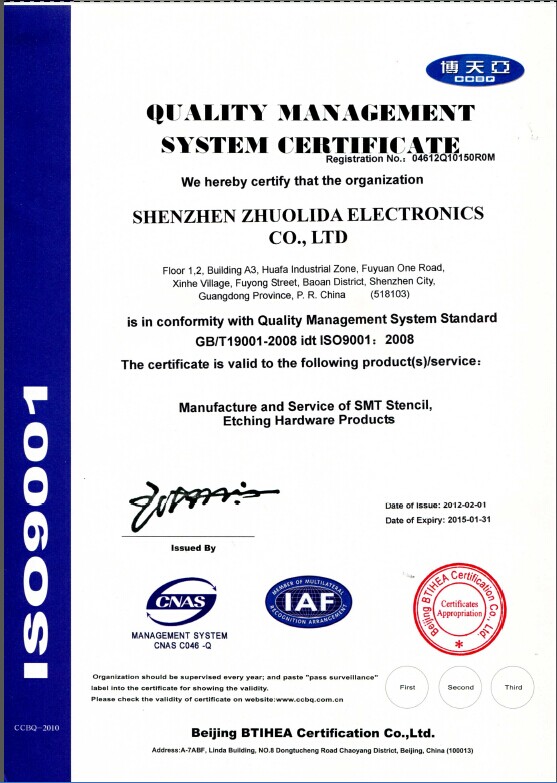 博天亞
CCBQ
QUALITY MANAGEMENT
SYSTEM CERTIFICATE
Registration No.: 04612Q10150R0M
We hereby certify that the organization
SHENZHEN ZHUOLIDA ELECTRONICS
CO., LTD
Floor 1,2, Building A3, Huafa Industrial Zone, Fuyuan One Road,
Xinhe Village, Fuyong Street, Baoan District, Shenzhen City,
Guangdong Province, P. R. China (518103)
is in conformity with Quality Management System Standard
GB/T19001-2008 idt ISO9001: 2008
The certificate is valid to the following product(s)/service:
Manufacture and Service of SMT Stencil,
Etching Hardware Products
ISO9001
Date of Issue: 2012-02-01
Date of Expiry: 2015-01-31
Issued By
CNAS
MANAGEMENT SYSTEM
CNAS C046 -Q
MEMBER OF MULTILATERAL
IAF
RECOGNITION ARRANGEMENT
Beijing BTIHEA Certification Co., Ltd.
Certificates
Appropriation
Organization should be supervised every year; and paste "pass surveillance"
label into the certificate for showing the validity.
Please check the validity of certificate on website:www.ccbq.com.cn
First
Second
Third
CCBQ-2010
Beijing BTIHEA Certification Co.,Ltd.
Address:A-7ABF, Linda Building, NO.8 Dongtucheng Road Chaoyang District, Beijing, China (100013)